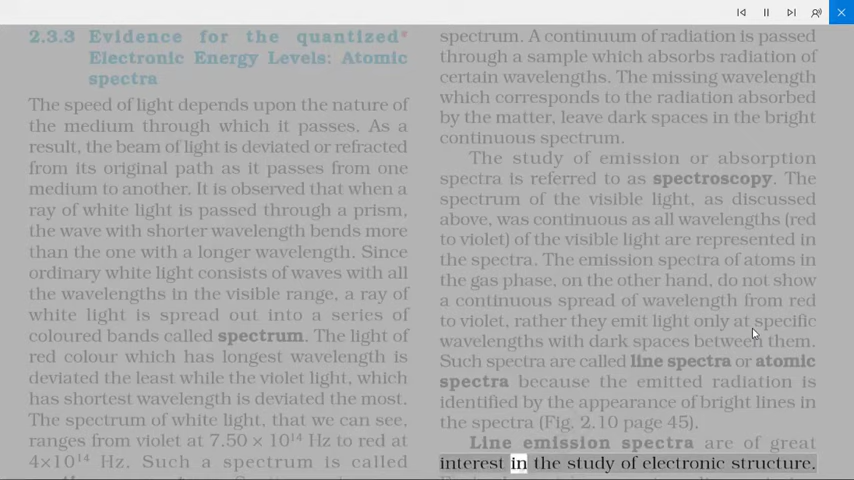 2.3.3 Evidence for the quantized*
Electronic Energy Levels: Atomic
spectra
The speed of light depends upon the nature of
the medium through which it passes. As a
result, the beam of light is deviated or refracted
from its original path as it passes from one
medium to another. It is observed that when a
ray of white light is passed through a prism,
the wave with shorter wavelength bends more
than the one with a longer wavelength. Since
ordinary white light consists of waves with all
the wavelengths in the visible range, a ray of
white light is spread out into a series of
coloured bands called spectrum. The light of
red colour which has longest wavelength is
deviated the least while the violet light, which
has shortest wavelength is deviated the most.
The spectrum of white light, that we can see,
ranges from violet at 7.50 × 10¹⁴ Hz to red at
4×10¹⁴ Hz. Such a spectrum is called
spectrum. A continuum of radiation is passed
through a sample which absorbs radiation of
certain wavelengths. The missing wavelength
which corresponds to the radiation absorbed
by the matter, leave dark spaces in the bright
continuous spectrum.
The study of emission or absorption
spectra is referred to as spectroscopy. The
spectrum of the visible light, as discussed
above, was continuous as all wavelengths (red
to violet) of the visible light are represented in
the spectra. The emission spectra of atoms in
the gas phase, on the other hand, do not show
a continuous spread of wavelength from red
to violet, rather they emit light only at specific
wavelengths with dark spaces between them.
Such spectra are called line spectra or atomic
spectra because the emitted radiation is
identified by the appearance of bright lines in
the spectra (Fig. 2.10 page 45).
Line emission spectra are of great
interest in the study of electronic structure.